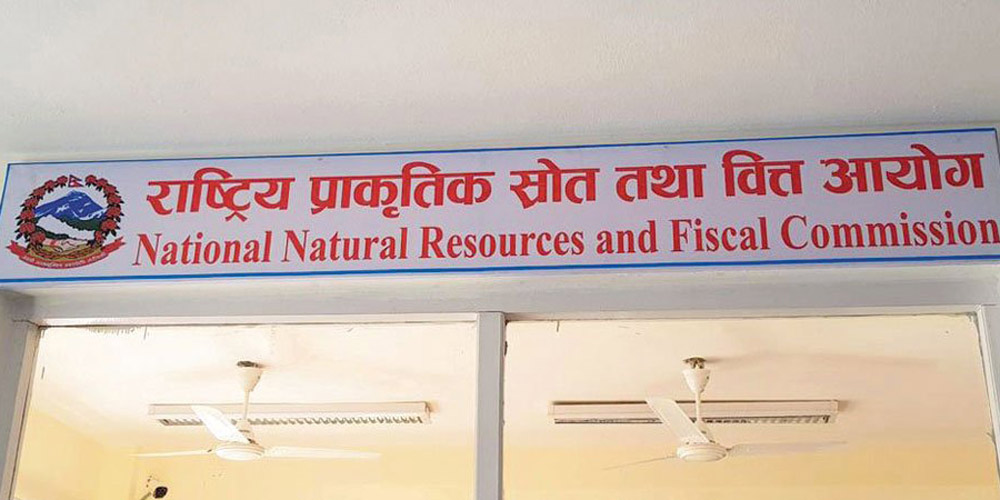 राष्ट्रिय प्राकृतिक स्रोत तथा वित्त आयोग
National Natural Resources and Fiscal Commission